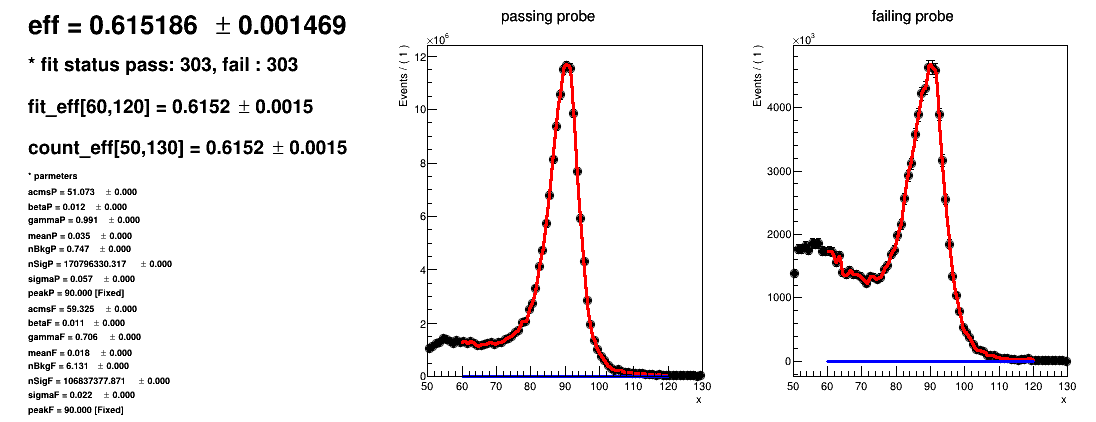 eff = 0.615186 ± 0.001469
* fit status pass: 303, fail : 303
fit_eff[60,120] = 0.6152 ± 0.0015
count_eff[50,130] = 0.6152 ± 0.0015
* parmeters
acmsP = 51.073 ± 0.000
betaP = 0.012 ± 0.000
gammaP = 0.991 ± 0.000
meanP = 0.035 ± 0.000
nBkgP = 0.747 ± 0.000
nSigP = 170796330.317 ± 0.000
sigmaP = 0.057 ± 0.000
peakP = 90.000 [Fixed]
acmsF = 59.325 ± 0.000
betaF = 0.011 ± 0.000
gammaF = 0.706 ± 0.000
meanF = 0.018 ± 0.000
nBkgF = 6.131 ± 0.000
nSigF = 106837377.871 ± 0.000
sigmaF = 0.022 ± 0.000
peakF = 90.000 [Fixed]
passing probe
×10⁶
Events / ( 1 )
12
10
8
6
4
2
0
50 60 70 80 90 100 110 120 130
x
failing probe
×10³
Events / ( 1 )
4000
3000
2000
1000
0
50 60 70 80 90 100 110 120 130
x